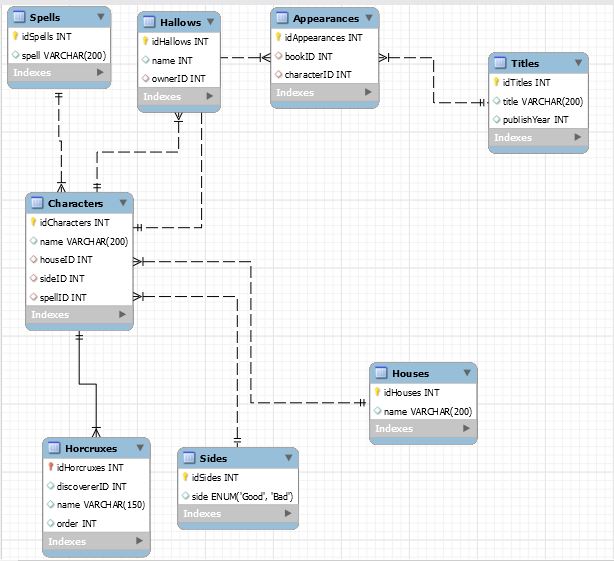 Spells
idSpells INT
spell VARCHAR(200)
Indexes
Hallows
idHallows INT
name INT
ownerID INT
Indexes
Appearances
idAppearances INT
bookID INT
characterID INT
Indexes
Titles
idTitles INT
title VARCHAR(200)
publishYear INT
Indexes
Characters
idCharacters INT
name VARCHAR(200)
houseID INT
sideID INT
spellID INT
Indexes
Houses
idHouses INT
name VARCHAR(200)
Indexes
Horcruxes
idHorcruxes INT
discovererID INT
name VARCHAR(150)
order INT
Indexes
Sides
idSides INT
side ENUM('Good', 'Bad')
Indexes